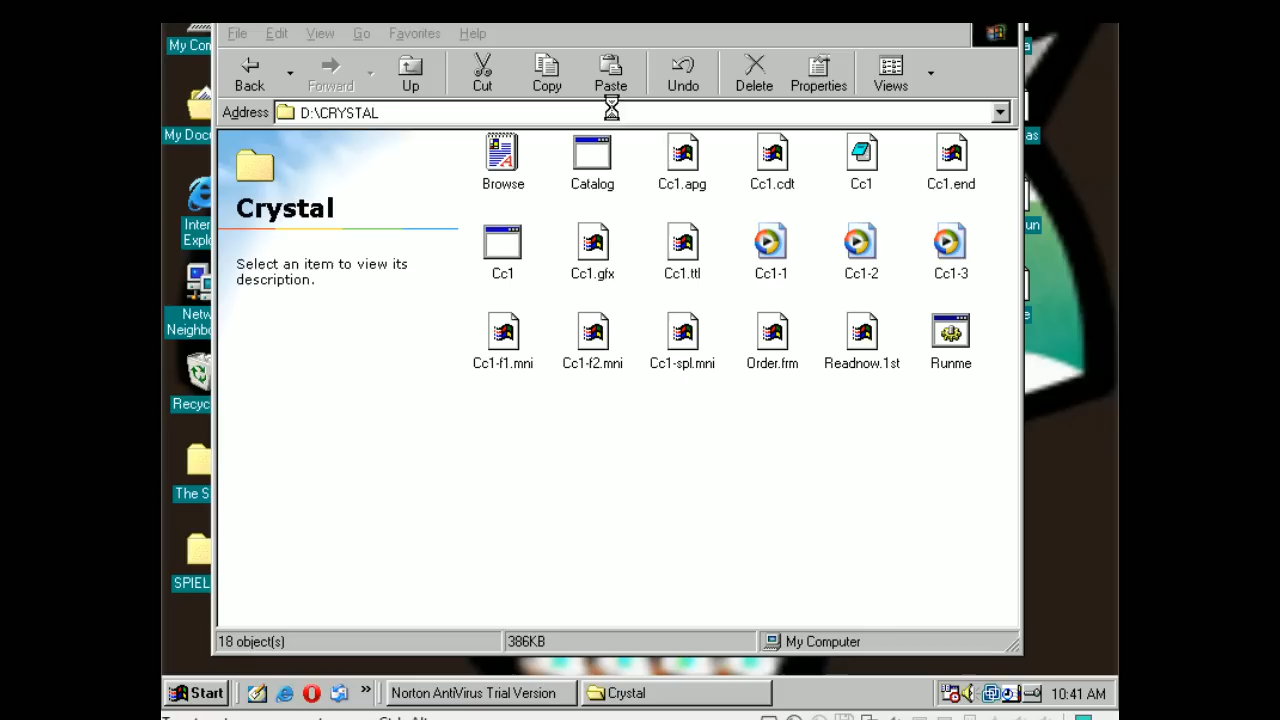 My Con
File Edit View Go Favorites Help
Back Forward Up Cut Copy Paste Undo Delete Properties Views
Address D:\CRYSTAL
My Doc
as
Browse Catalog Cc1.apg Cc1.cdt Cc1 Cc1.end
Crystal
Inter
Explo
un
Select an item to view its
description.
Cc1 Cc1.gfx Cc1.ttl Cc1-1 Cc1-2 Cc1-3
Netw
Neighbo
e
Cc1-f1.mni Cc1-f2.mni Cc1-spl.mni Order.frm Readnow.1st Runme
Recyc
The S
SPIEL
18 object(s) 386KB My Computer
Start » Norton AntiVirus Trial Version Crystal 10:41 AM